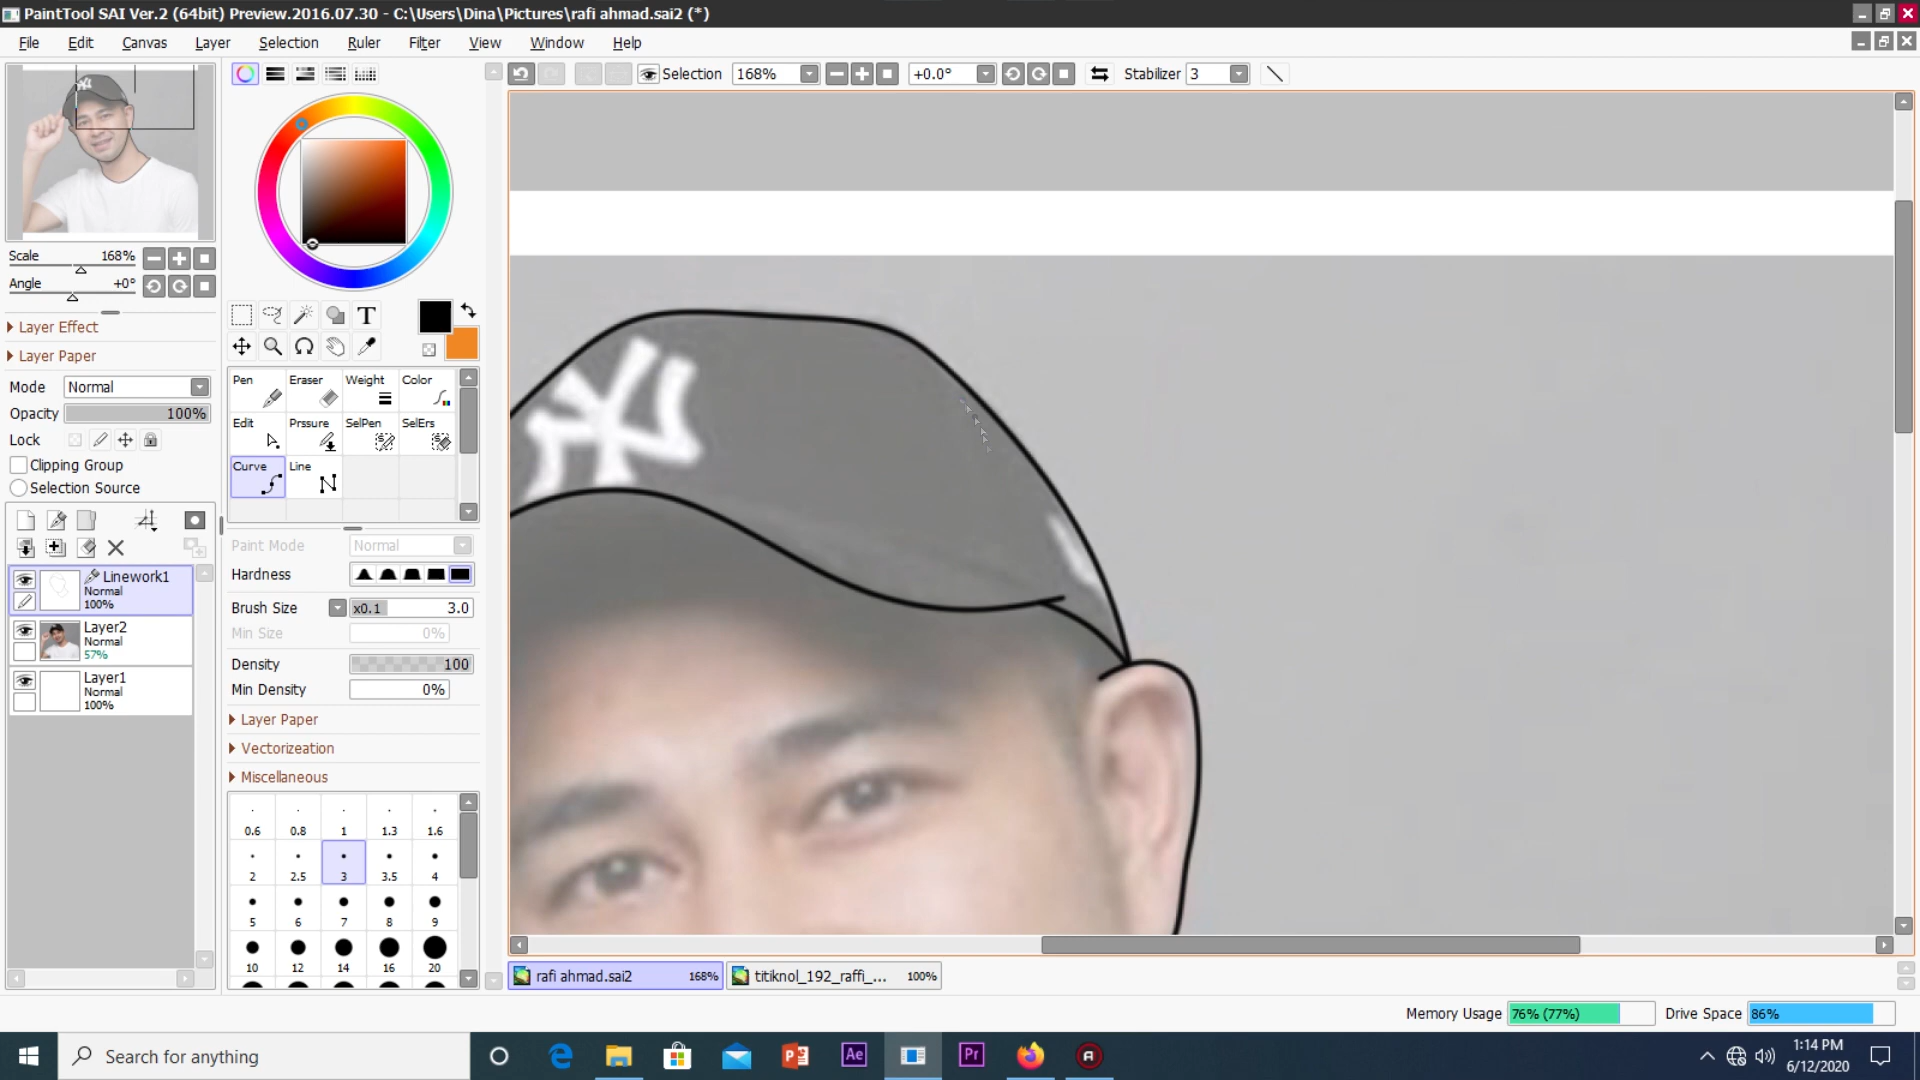 PaintTool SAI Ver.2 (64bit) Preview.2016.07.30 - C:\Users\Dina\Pictures\rafi ahmad.sai2 (*)
File Edit Canvas Layer Selection Ruler Filter View Window Help
Selection 168% +0.0° Stabilizer 3
Scale 168%
Angle +0°
Layer Effect
Layer Paper
Mode Normal
Opacity 100%
Lock
Clipping Group
Selection Source
Linework1
Normal
100%
Layer2
Normal
57%
Layer1
Normal
100%
T
Pen Eraser Weight Color
Edit Prssure SelPen SelErs
Curve Line
Paint Mode Normal
Hardness
Brush Size x0.1 3.0
Min Size 0%
Density 100
Min Density 0%
Layer Paper
Vectorizeation
Miscellaneous
0.6 0.8 1 1.3 1.6
2 2.5 3 3.5 4
5 6 7 8 9
10 12 14 16 20
NY
rafi ahmad.sai2 168% titiknol_192_raffi_... 100%
Memory Usage 76% (77%) Drive Space 86%
Search for anything
Ae
Pr
1:14 PM
6/12/2020